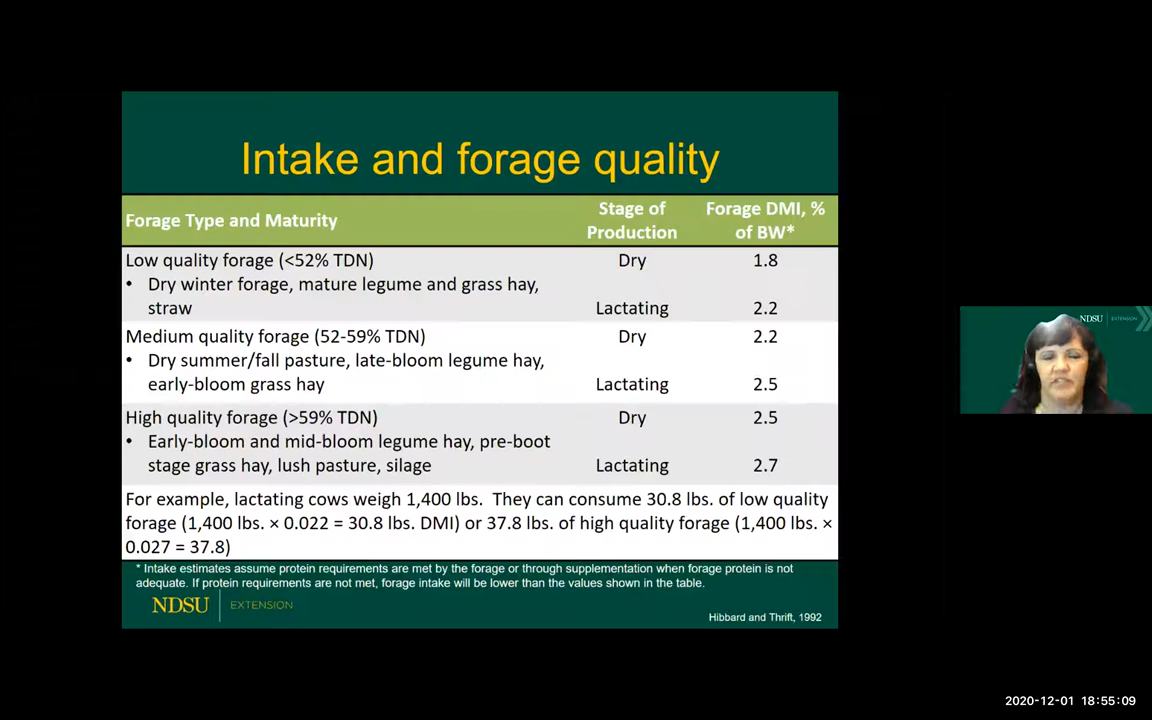 Intake and forage quality
Forage Type and Maturity
Stage of Production
Forage DMI, % of BW*
Low quality forage (<52% TDN)
• Dry winter forage, mature legume and grass hay, straw
Dry 1.8
Lactating 2.2
Medium quality forage (52-59% TDN)
• Dry summer/fall pasture, late-bloom legume hay, early-bloom grass hay
Dry 2.2
Lactating 2.5
High quality forage (>59% TDN)
• Early-bloom and mid-bloom legume hay, pre-boot stage grass hay, lush pasture, silage
Dry 2.5
Lactating 2.7
For example, lactating cows weigh 1,400 lbs. They can consume 30.8 lbs. of low quality
forage (1,400 lbs. × 0.022 = 30.8 lbs. DMI) or 37.8 lbs. of high quality forage (1,400 lbs. ×
0.027 = 37.8)
* Intake estimates assume protein requirements are met by the forage or through supplementation when forage protein is not
adequate. If protein requirements are not met, forage intake will be lower than the values shown in the table.
NDSU EXTENSION
Hibbard and Thrift, 1992
NDSU EXTENSION
2020-12-01 18:55:09